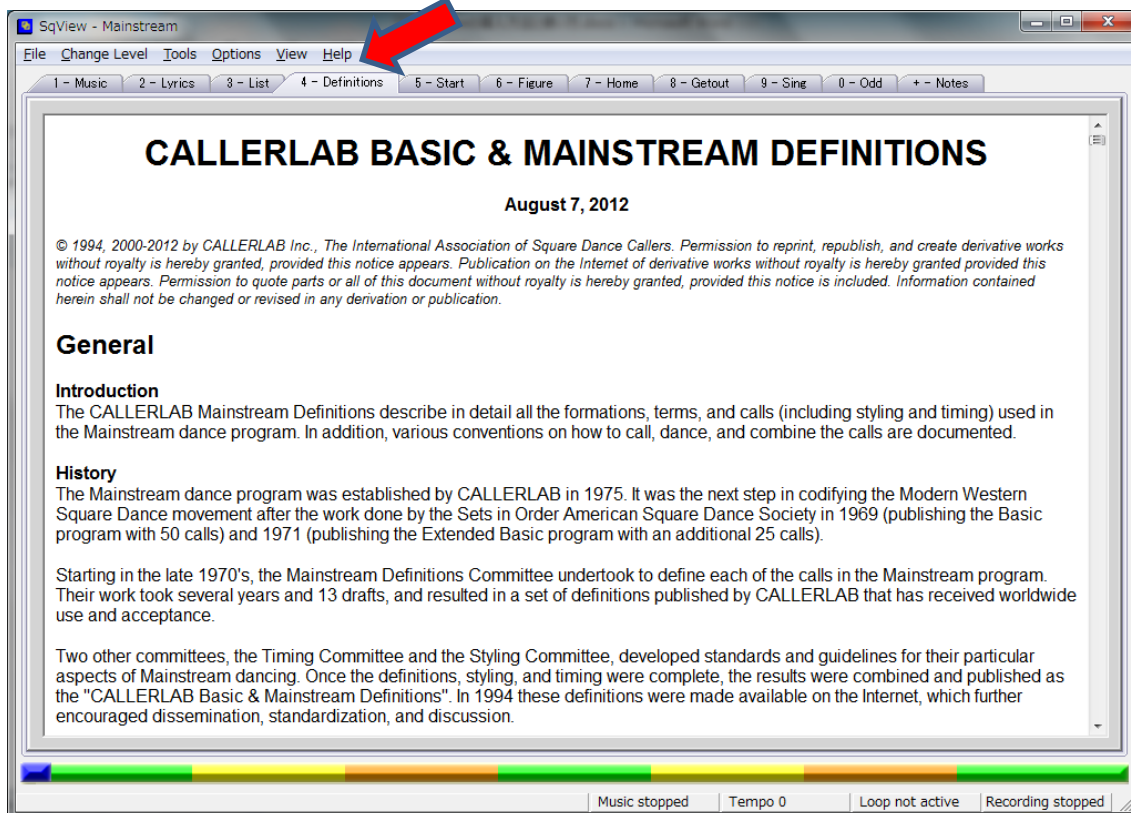 SqView - Mainstream
File Change Level Tools Options View Help
1 - Music 2 - Lyrics 3 - List 4 - Definitions 5 - Start 6 - Figure 7 - Home 8 - Getout 9 - Sing 0 - Odd + - Notes
CALLERLAB BASIC & MAINSTREAM DEFINITIONS
August 7, 2012
© 1994, 2000-2012 by CALLERLAB Inc., The International Association of Square Dance Callers. Permission to reprint, republish, and create derivative works
without royalty is hereby granted, provided this notice appears. Publication on the Internet of derivative works without royalty is hereby granted provided this
notice appears. Permission to quote parts or all of this document without royalty is hereby granted, provided this notice is included. Information contained
herein shall not be changed or revised in any derivation or publication.
General
Introduction
The CALLERLAB Mainstream Definitions describe in detail all the formations, terms, and calls (including styling and timing) used in
the Mainstream dance program. In addition, various conventions on how to call, dance, and combine the calls are documented.
History
The Mainstream dance program was established by CALLERLAB in 1975. It was the next step in codifying the Modern Western
Square Dance movement after the work done by the Sets in Order American Square Dance Society in 1969 (publishing the Basic
program with 50 calls) and 1971 (publishing the Extended Basic program with an additional 25 calls).
Starting in the late 1970's, the Mainstream Definitions Committee undertook to define each of the calls in the Mainstream program.
Their work took several years and 13 drafts, and resulted in a set of definitions published by CALLERLAB that has received worldwide
use and acceptance.
Two other committees, the Timing Committee and the Styling Committee, developed standards and guidelines for their particular
aspects of Mainstream dancing. Once the definitions, styling, and timing were complete, the results were combined and published as
the "CALLERLAB Basic & Mainstream Definitions". In 1994 these definitions were made available on the Internet, which further
encouraged dissemination, standardization, and discussion.
Music stopped Tempo 0 Loop not active Recording stopped